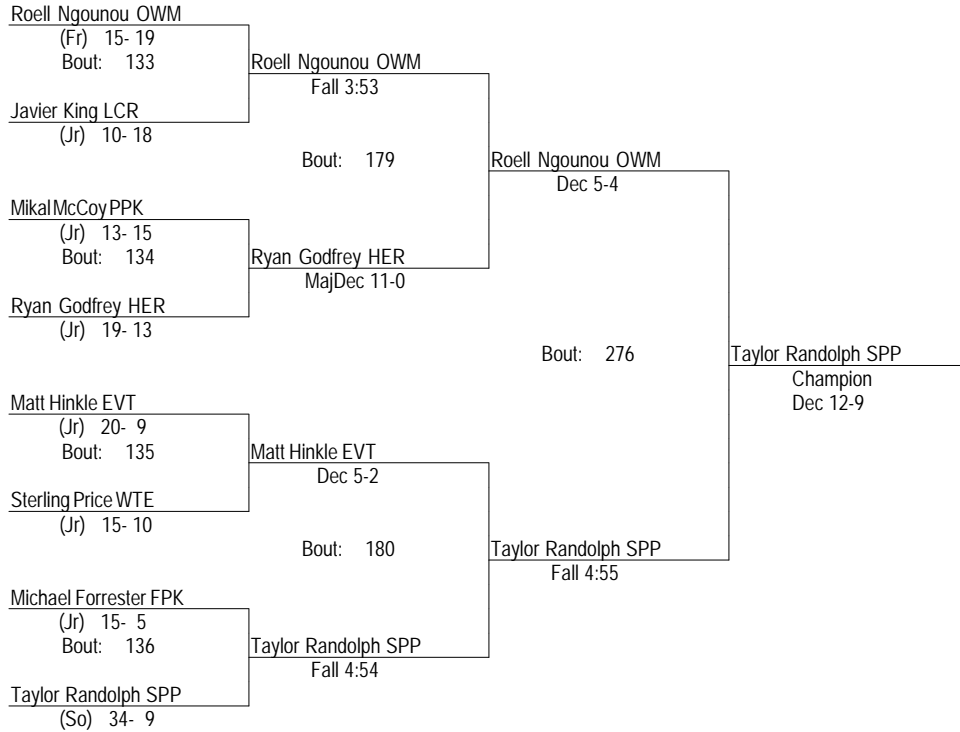 Roell Ngounou OWM
(Fr) 15- 19
Bout: 133
Roell Ngounou OWM
Fall 3:53
Javier King LCR
(Jr) 10- 18
Bout: 179
Roell Ngounou OWM
Dec 5-4
Mikal McCoy PPK
(Jr) 13- 15
Bout: 134
Ryan Godfrey HER
MajDec 11-0
Ryan Godfrey HER
(Jr) 19- 13
Bout: 276
Taylor Randolph SPP
Champion
Dec 12-9
Matt Hinkle EVT
(Jr) 20- 9
Bout: 135
Matt Hinkle EVT
Dec 5-2
Sterling Price WTE
(Jr) 15- 10
Bout: 180
Taylor Randolph SPP
Fall 4:55
Michael Forrester FPK
(Jr) 15- 5
Bout: 136
Taylor Randolph SPP
Fall 4:54
Taylor Randolph SPP
(So) 34- 9